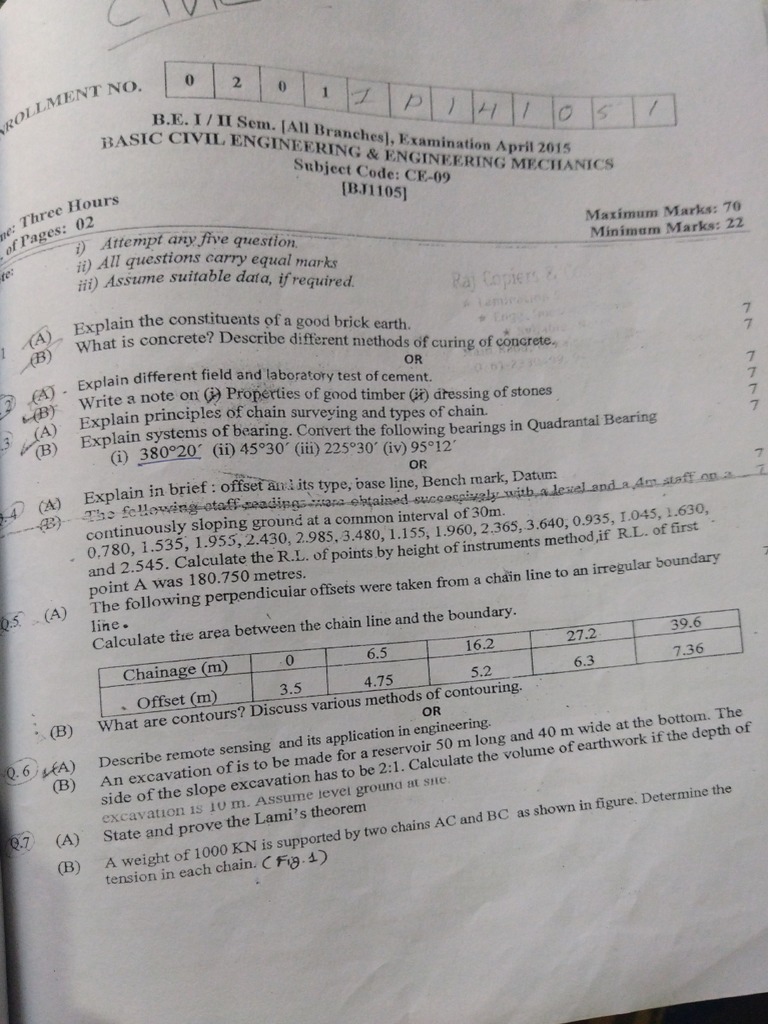 CIVIL
ENROLLMENT NO. 0 2 0 1 1 P 1 4 1 0 5 1
B.E. I / II Sem. [All Branches], Examination April 2015
BASIC CIVIL ENGINEERING & ENGINEERING MECHANICS
Subject Code: CE-09
[BJ1105]
me: Three Hours Maximum Marks: 70
of Pages: 02 Minimum Marks: 22
te: i) Attempt any five question.
ii) All questions carry equal marks
iii) Assume suitable data, if required.
Raj Copiers &
1 (A) Explain the constituents of a good brick earth. 7
(B) What is concrete? Describe different methods of curing of concrete. 7
OR
2 (A) - Explain different field and laboratory test of cement. 7
(B) Write a note on (i) Properties of good timber (ii) dressing of stones 7
3 (A) Explain principles of chain surveying and types of chain. 7
(B) Explain systems of bearing. Convert the following bearings in Quadrantal Bearing 7
(i) 380°20´ (ii) 45°30´ (iii) 225°30´ (iv) 95°12´
OR
Q.4 (A) Explain in brief : offset and its type, base line, Bench mark, Datum 7
(B) The following staff readings were obtained successively with a level and a 4m staff on a 7
continuously sloping ground at a common interval of 30m.
0.780, 1.535, 1.955, 2.430, 2.985, 3.480, 1.155, 1.960, 2.365, 3.640, 0.935, 1.045, 1.630,
and 2.545. Calculate the R.L. of points by height of instruments method,if R.L. of first
point A was 180.750 metres.
Q.5 (A) The following perpendicular offsets were taken from a chain line to an irregular boundary 7
line.
Calculate the area between the chain line and the boundary.
Chainage (m) 0 6.5 16.2 27.2 39.6
Offset (m) 3.5 4.75 5.2 6.3 7.36
(B) What are contours? Discuss various methods of contouring.
OR
Q.6 (A) Describe remote sensing and its application in engineering.
(B) An excavation of is to be made for a reservoir 50 m long and 40 m wide at the bottom. The
side of the slope excavation has to be 2:1. Calculate the volume of earthwork if the depth of
excavation is 10 m. Assume level ground at site.
Q.7 (A) State and prove the Lami's theorem
(B) A weight of 1000 KN is supported by two chains AC and BC as shown in figure. Determine the
tension in each chain. (Fig.1)